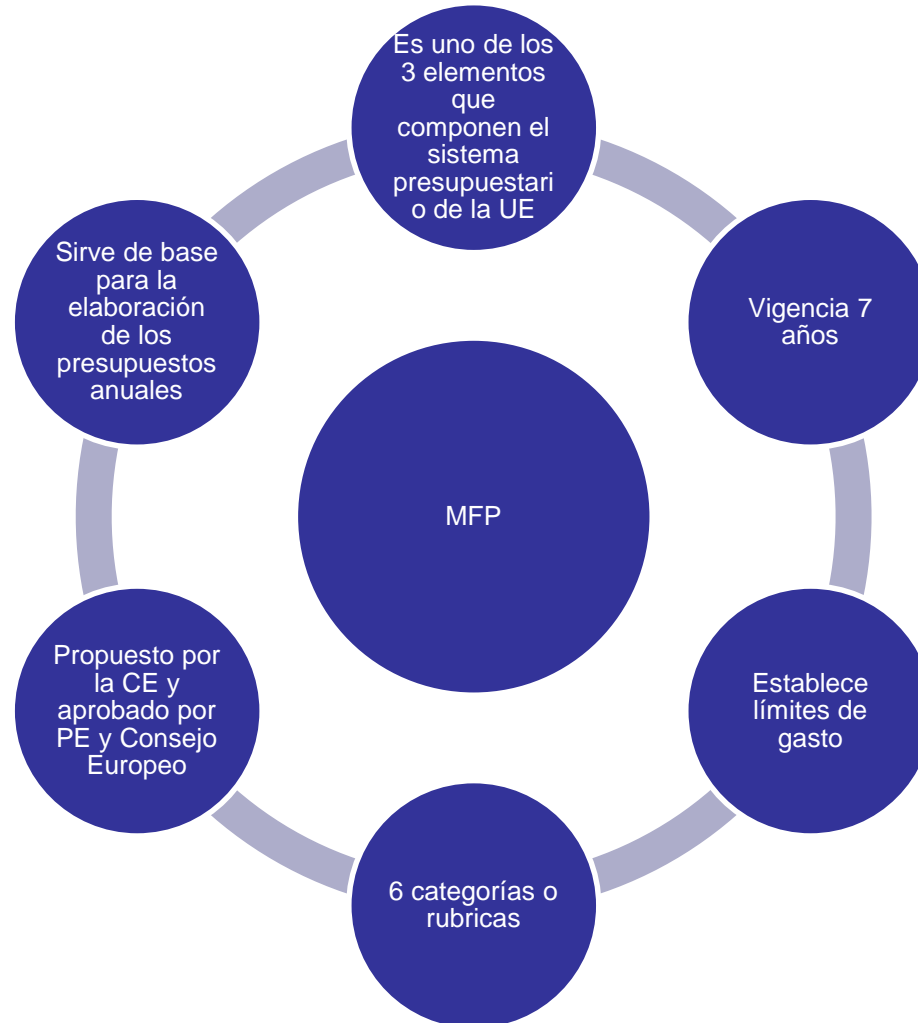 Es uno de los
3 elementos
que
componen el
sistema
presupuestari
o de la UE
Vigencia 7
años
Establece
límites de
gasto
6 categorías o
rubricas
Propuesto por
la CE y
aprobado por
PE y Consejo
Europeo
Sirve de base
para la
elaboración
de los
presupuestos
anuales
MFP